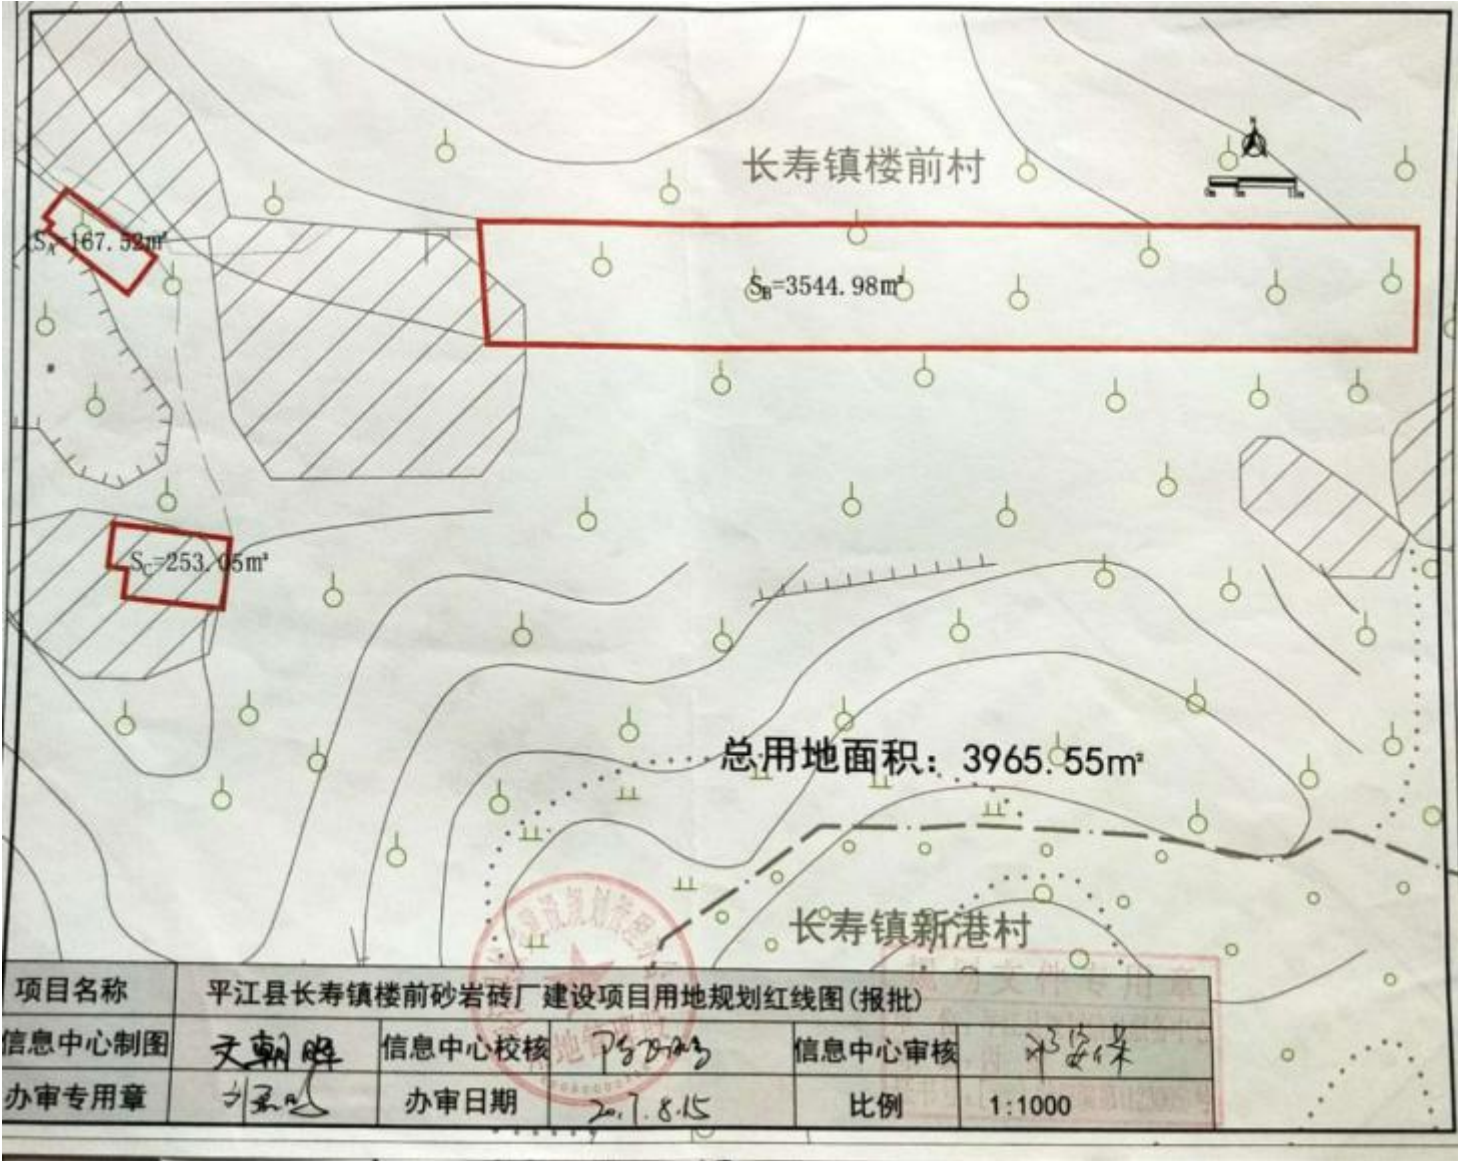 长寿镇楼前村
S_A=167.52m²
S_B=3544.98m²
S_C=253.05m²
总用地面积：3965.55m²
长寿镇新港村
项目名称 平江县长寿镇楼前砂岩砖厂建设项目用地规划红线图(报批)
信息中心制图 信息中心校核 信息中心审核
办审专用章 办审日期 比例 1:1000